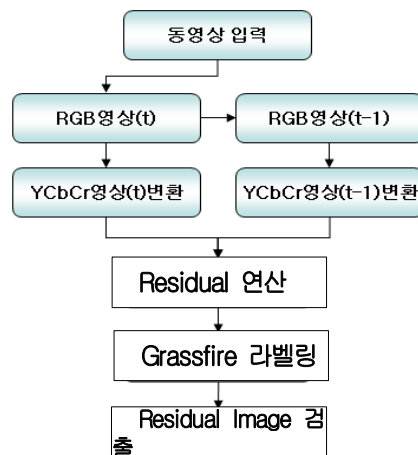 동영상 입력
RGB영상(t)
RGB영상(t-1)
YCbCr영상(t)변환
YCbCr영상(t-1)변환
Residual 연산
Grassfire 라벨링
Residual Image 검
출